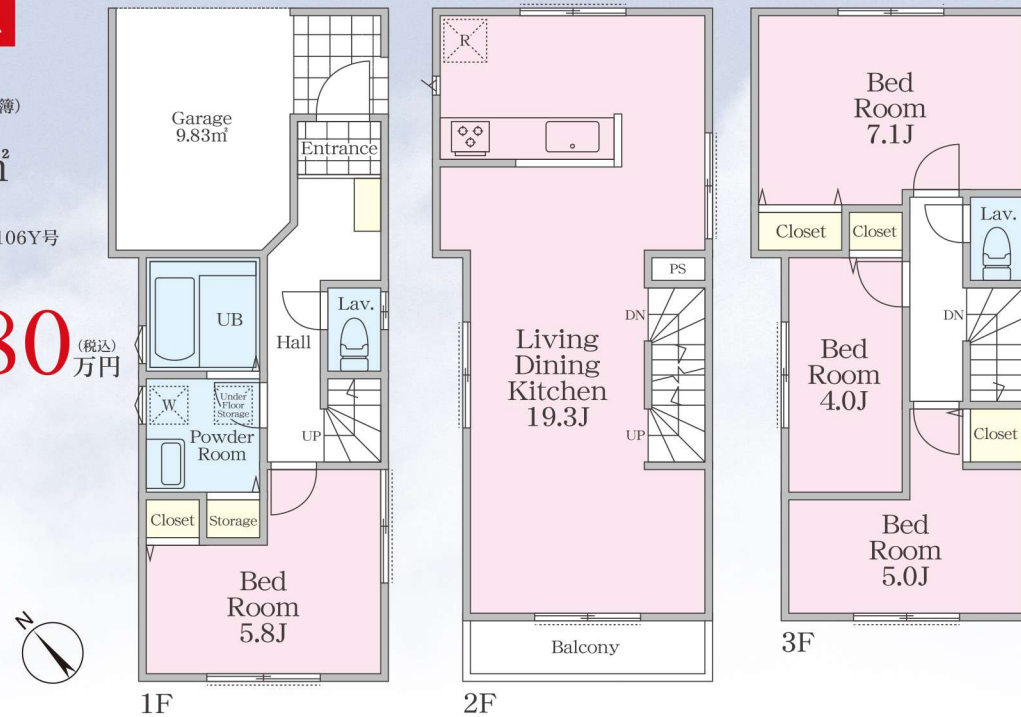 簿)
㎡
106Y号
80
(税込)
万円
N
Garage
9.83㎡
Entrance
UB
Hall
Lav.
W
Under
Floor
Storage
Powder
Room
UP
Closet
Storage
Bed
Room
5.8J
1F
R
PS
DN
Living
Dining
Kitchen
19.3J
UP
Balcony
2F
Bed
Room
7.1J
Closet
Closet
Lav.
DN
Bed
Room
4.0J
Closet
Bed
Room
5.0J
3F